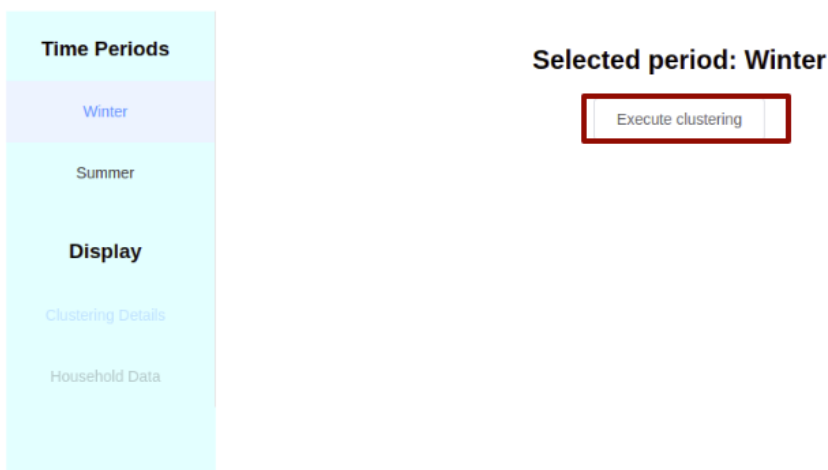 Time Periods
Winter
Summer
Display
Clustering Details
Household Data
Selected period: Winter
Execute clustering